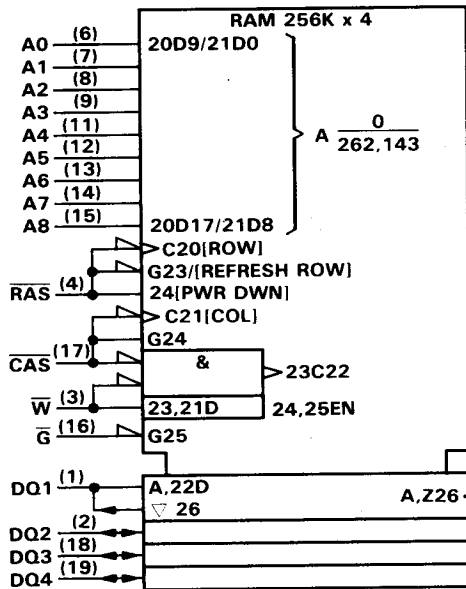 RAM 256K x 4
A0 (6) 20D9/21D0
A1 (7)
A2 (8)
A3 (9)
A4 (11)
A5 (12)
A6 (13)
A7 (14)
A8 (15) 20D17/21D8
A 0
262,143
C20[ROW]
G23/[REFRESH ROW]
RAS (4) 24[PWR DWN]
C21[COL]
G24
CAS (17) & 23C22
W (3) 23,21D 24,25EN
G (16) G25
DQ1 (1) A,22D A,Z26
▽ 26
DQ2 (2)
DQ3 (18)
DQ4 (19)